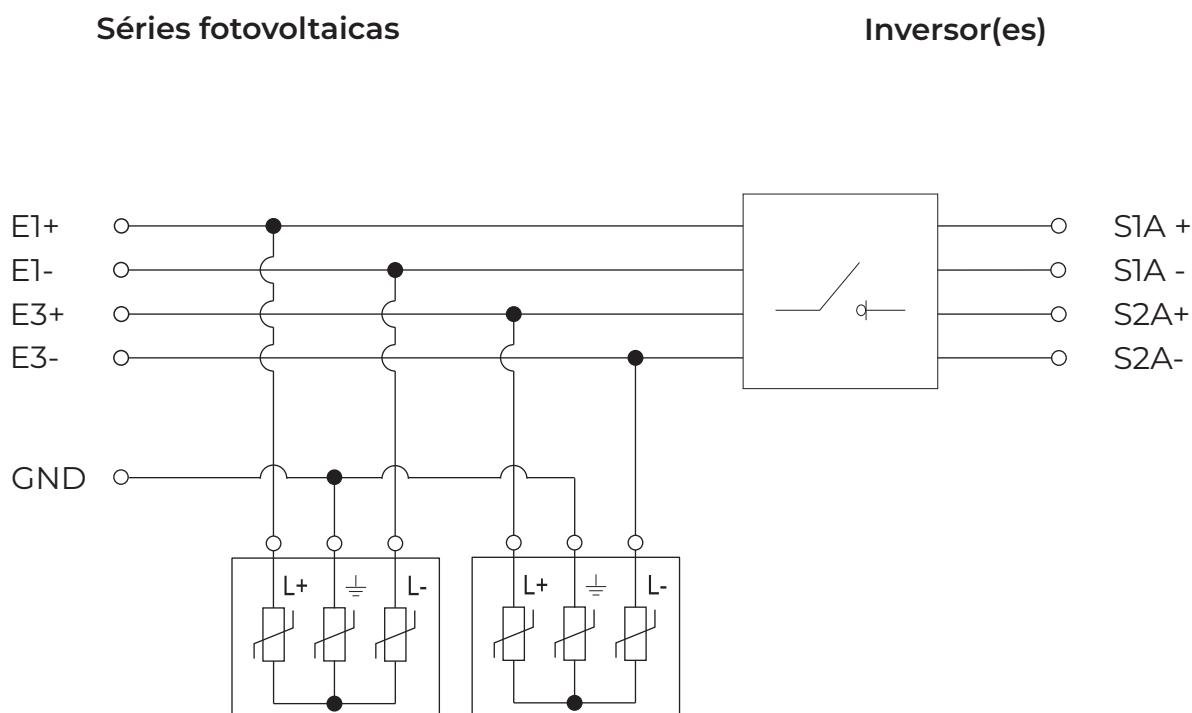 Séries fotovoltaicas
Inversor(es)
E1+
S1A +
E1-
S1A -
E3+
S2A+
E3-
S2A-
GND
L+
L-
L+
L-